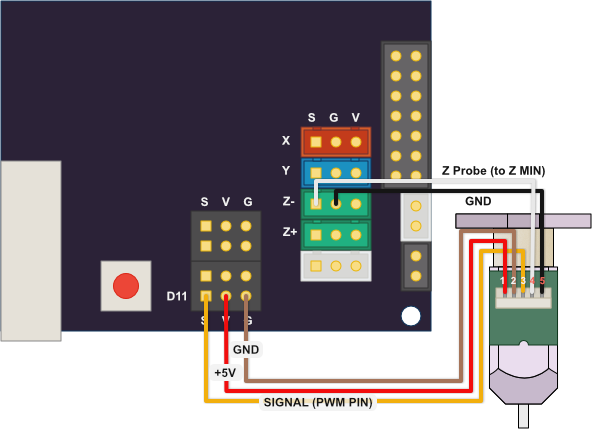 S G V
X
Y
Z-
Z+
Z Probe (to Z MIN)
GND
S V G
D11
S V G
1 2 3 4 5
GND
+5V
SIGNAL (PWM PIN)